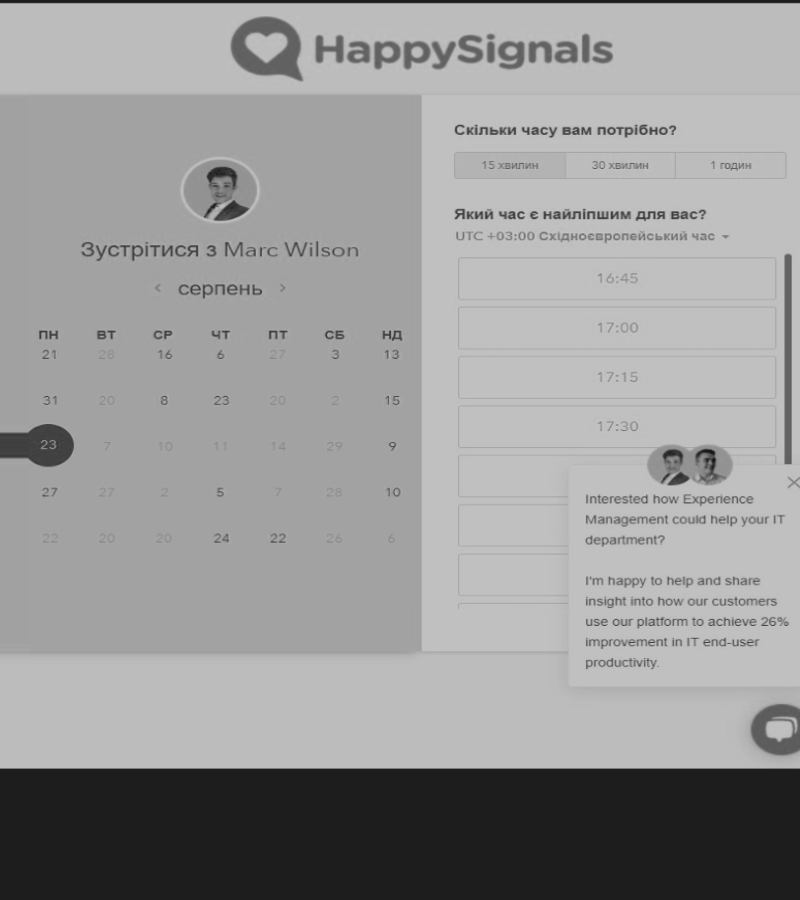 HappySignals
Зустрітися з Marc Wilson
серпень
ПН ВТ СР ЧТ ПТ СБ НД
21 28 16 6 27 3 13
31 20 8 23 20 2 15
23 7 10 11 14 29 9
27 27 2 5 7 28 10
22 20 20 24 22 26 6
Скільки часу вам потрібно?
15 хвилин 30 хвилин 1 годин
Який час є найліпшим для вас?
UTC +03:00 Східноєвропейський час
16:45
17:00
17:15
17:30
Interested how Experience
Management could help your IT
department?
I'm happy to help and share
insight into how our customers
use our platform to achieve 26%
improvement in IT end-user
productivity.